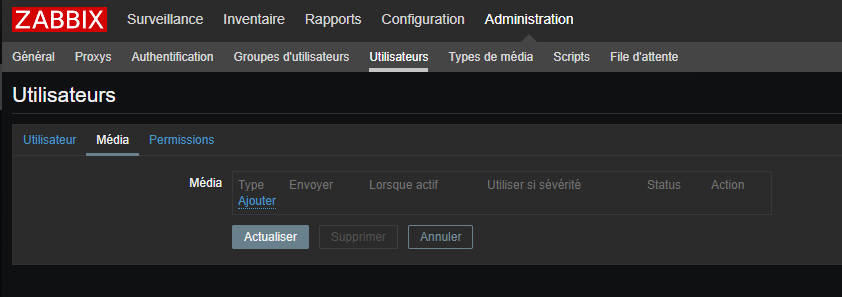 ZABBIX Surveillance Inventaire Rapports Configuration Administration
Général Proxys Authentification Groupes d'utilisateurs Utilisateurs Types de média Scripts File d'attente
Utilisateurs
Utilisateur Média Permissions
Média Type Envoyer Lorsque actif Utiliser si sévérité Status Action
Ajouter
Actualiser Supprimer Annuler